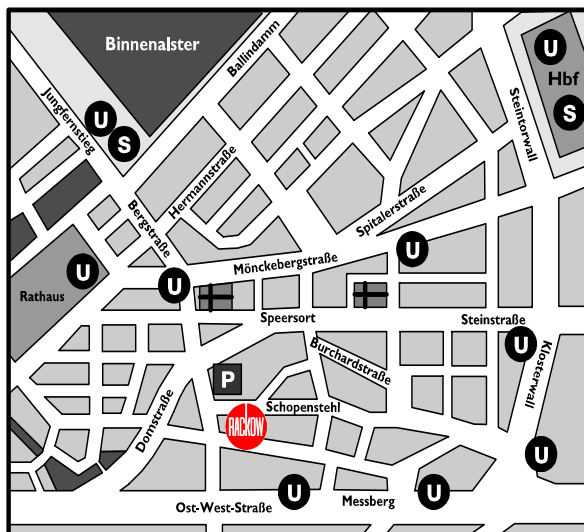 Binnenalster
Ballindamm
U
Hbf
S
Jungfernstieg
U
S
Steintorwall
Hermannstraße
Bergstraße
Spitalerstraße
U
Mönckebergstraße
U
Rathaus
U
Speersort
Steinstraße
U
Burchardstraße
Klosterwall
P
Domstraße
Schopenstehl
RACKOW
U
U
U
Ost-West-Straße
Messberg